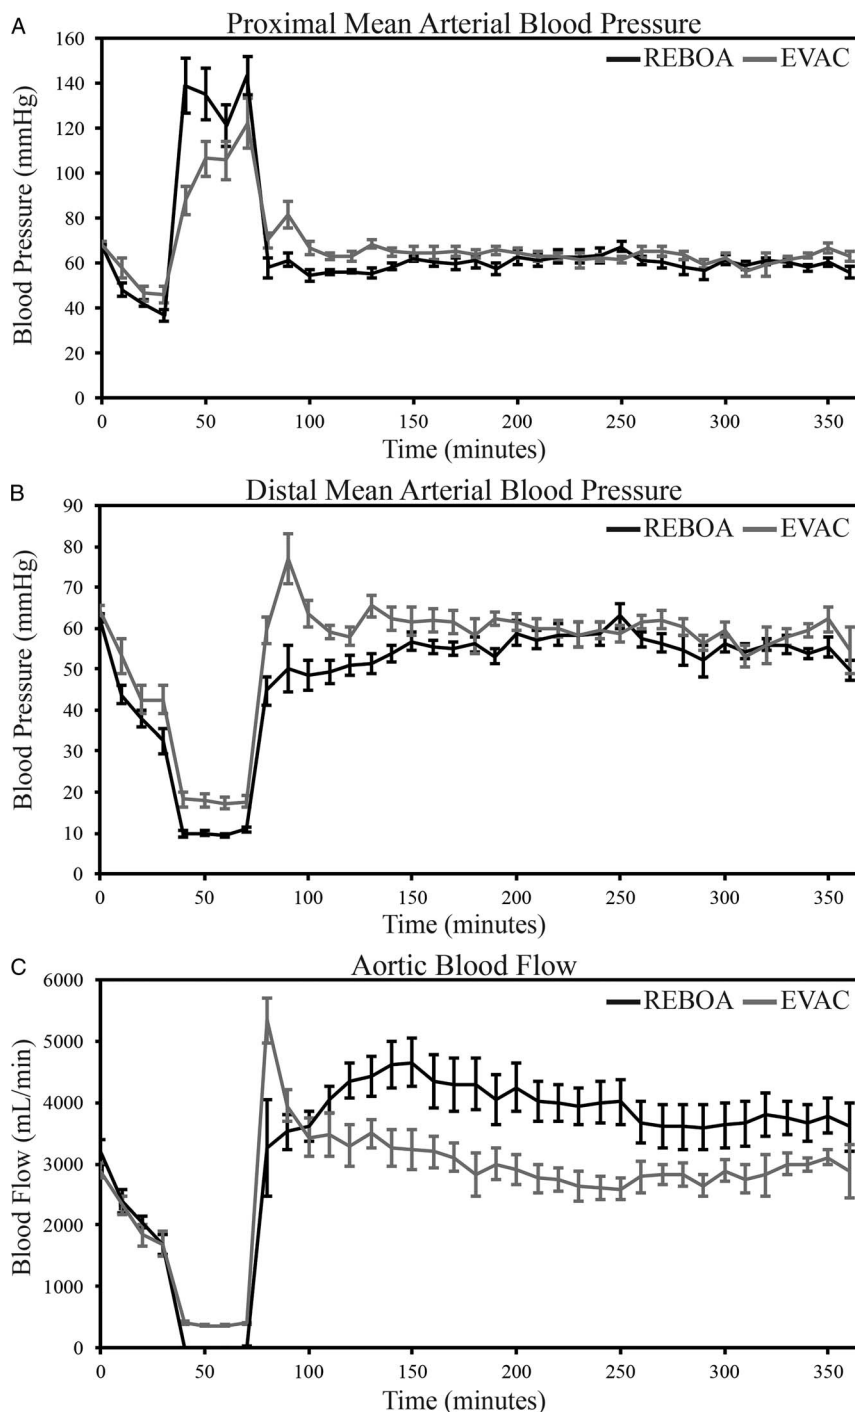 A
Proximal Mean Arterial Blood Pressure
REBOA EVAC
Blood Pressure (mmHg)
160
140
120
100
80
60
40
20
0
0 50 100 150 200 250 300 350
Time (minutes)
B
Distal Mean Arterial Blood Pressure
REBOA EVAC
Blood Pressure (mmHg)
90
80
70
60
50
40
30
20
10
0
0 50 100 150 200 250 300 350
Time (minutes)
C
Aortic Blood Flow
REBOA EVAC
Blood Flow (mL/min)
6000
5000
4000
3000
2000
1000
0
0 50 100 150 200 250 300 350
Time (minutes)